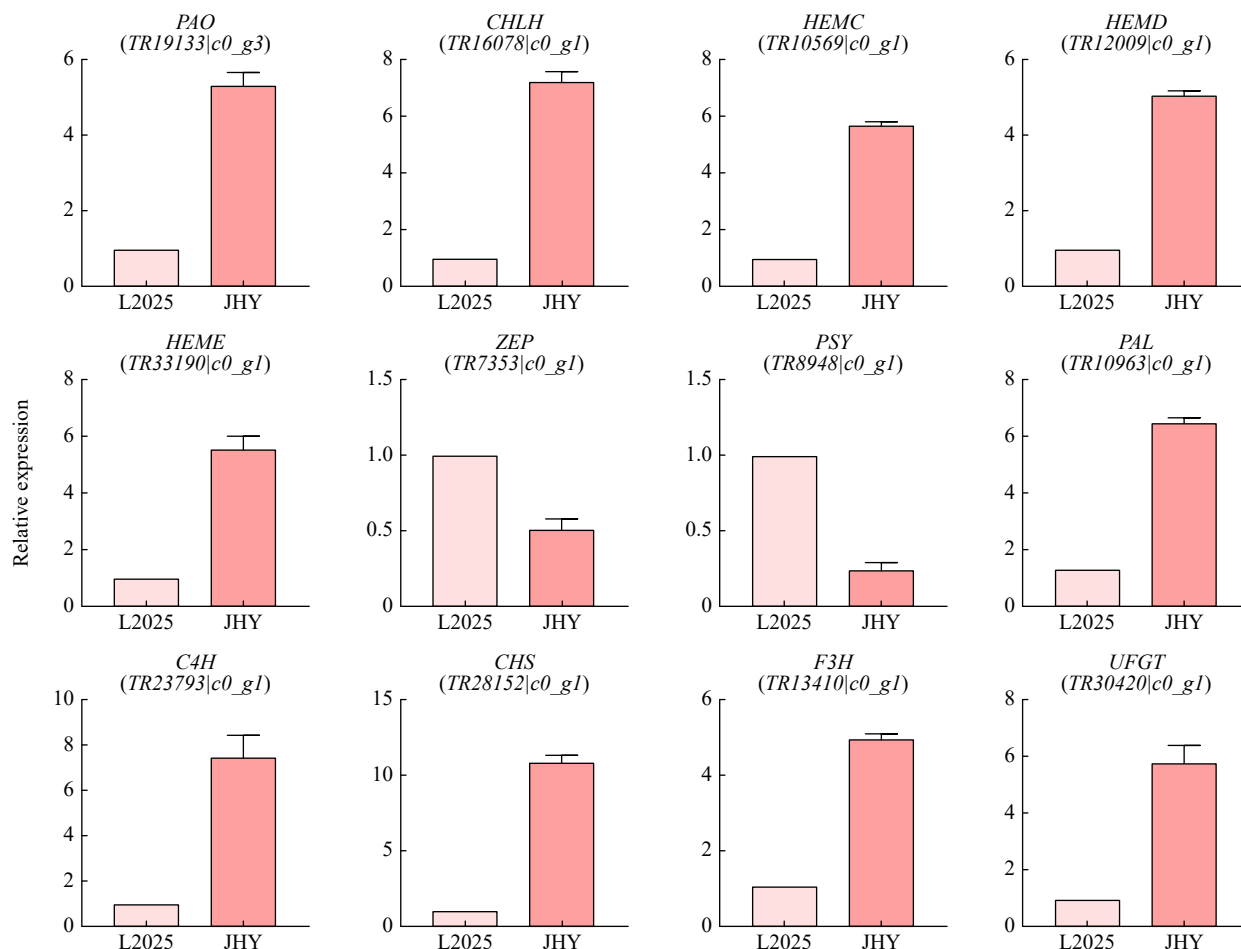 PAO
(TR19133|c0_g3)
6
4
2
0
L2025 JHY
CHLH
(TR16078|c0_g1)
8
6
4
2
0
L2025 JHY
HEMC
(TR10569|c0_g1)
8
6
4
2
0
L2025 JHY
HEMD
(TR12009|c0_g1)
6
4
2
0
L2025 JHY
Relative expression
HEME
(TR33190|c0_g1)
8
6
4
2
0
L2025 JHY
ZEP
(TR7353|c0_g1)
1.5
1.0
0.5
0
L2025 JHY
PSY
(TR8948|c0_g1)
1.5
1.0
0.5
0
L2025 JHY
PAL
(TR10963|c0_g1)
8
6
4
2
0
L2025 JHY
C4H
(TR23793|c0_g1)
10
8
6
4
2
0
L2025 JHY
CHS
(TR28152|c0_g1)
15
10
5
0
L2025 JHY
F3H
(TR13410|c0_g1)
6
4
2
0
L2025 JHY
UFGT
(TR30420|c0_g1)
8
6
4
2
0
L2025 JHY